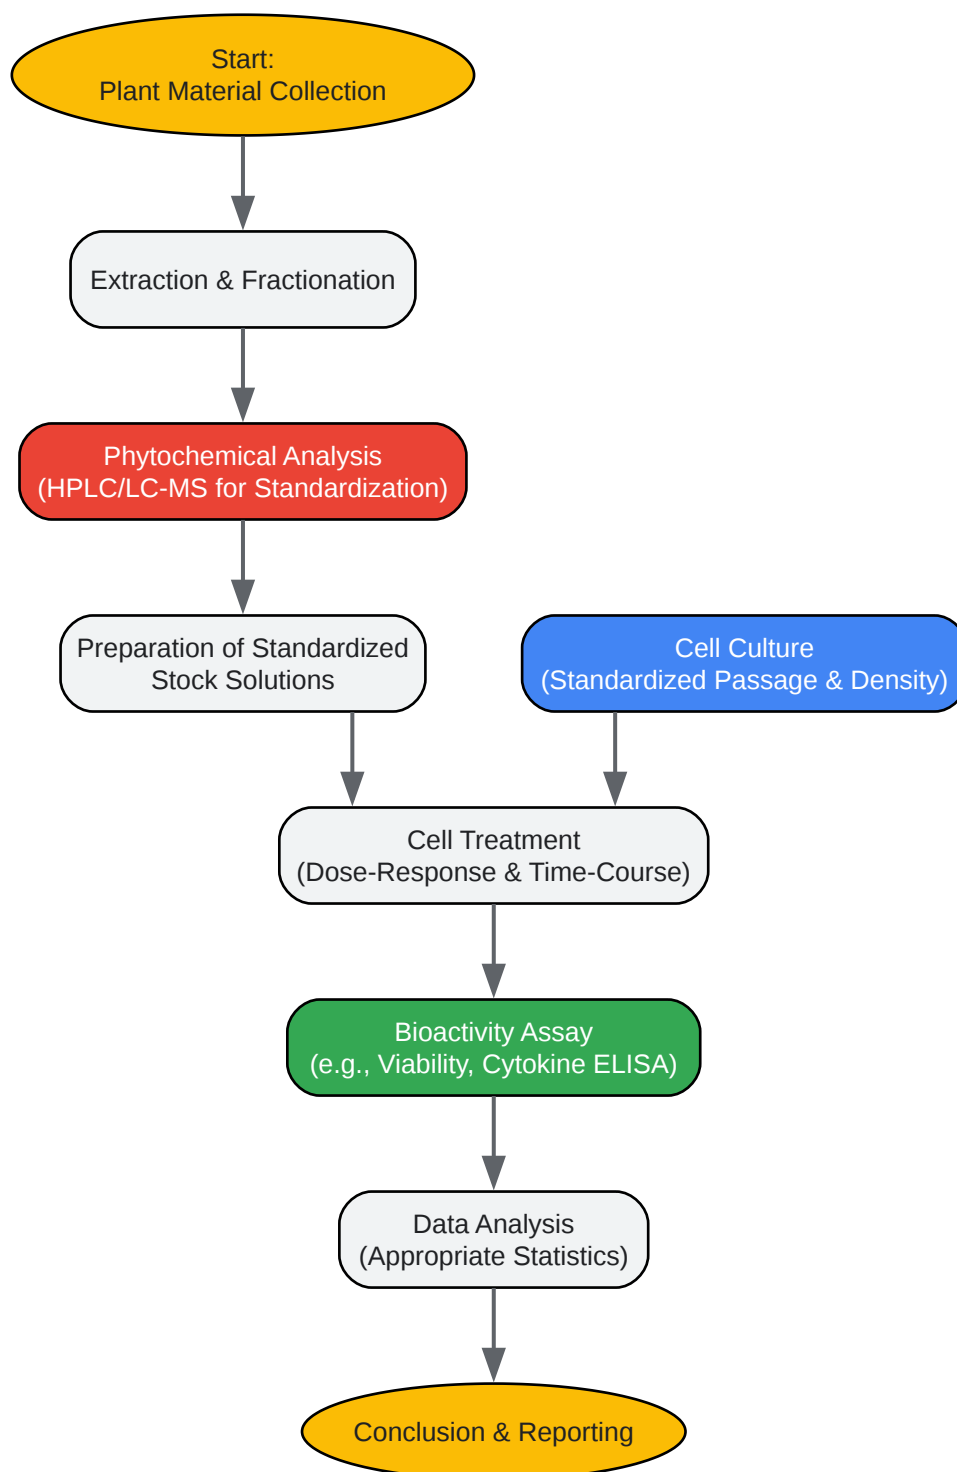 Start:
Plant Material Collection
Extraction & Fractionation
Phytochemical Analysis
(HPLC/LC-MS for Standardization)
Preparation of Standardized
Stock Solutions
Cell Culture
(Standardized Passage & Density)
Cell Treatment
(Dose-Response & Time-Course)
Bioactivity Assay
(e.g., Viability, Cytokine ELISA)
Data Analysis
(Appropriate Statistics)
Conclusion & Reporting